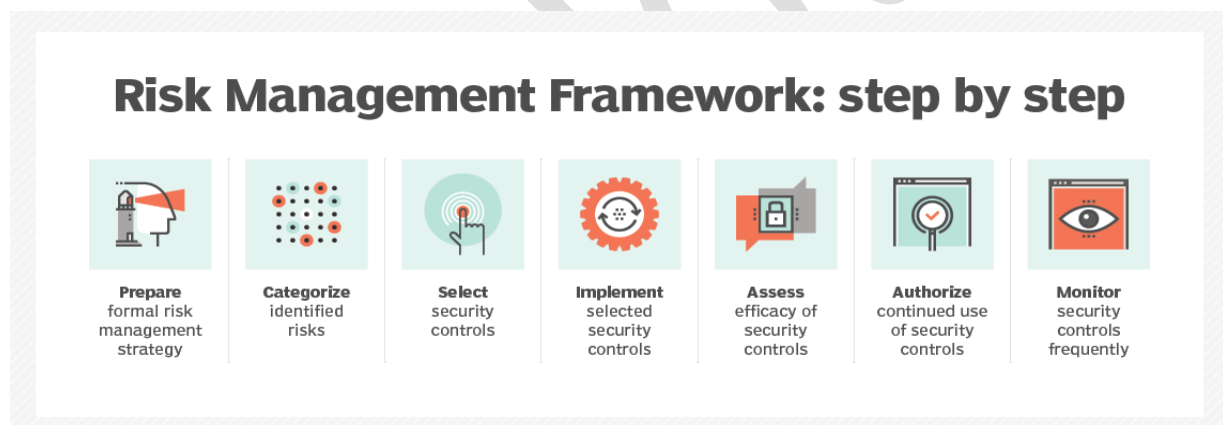 Risk Management Framework: step by step
Prepare
formal risk
management
strategy
Categorize
identified
risks
Select
security
controls
Implement
selected
security
controls
Assess
efficacy of
security
controls
Authorize
continued use
of security
controls
Monitor
security
controls
frequently